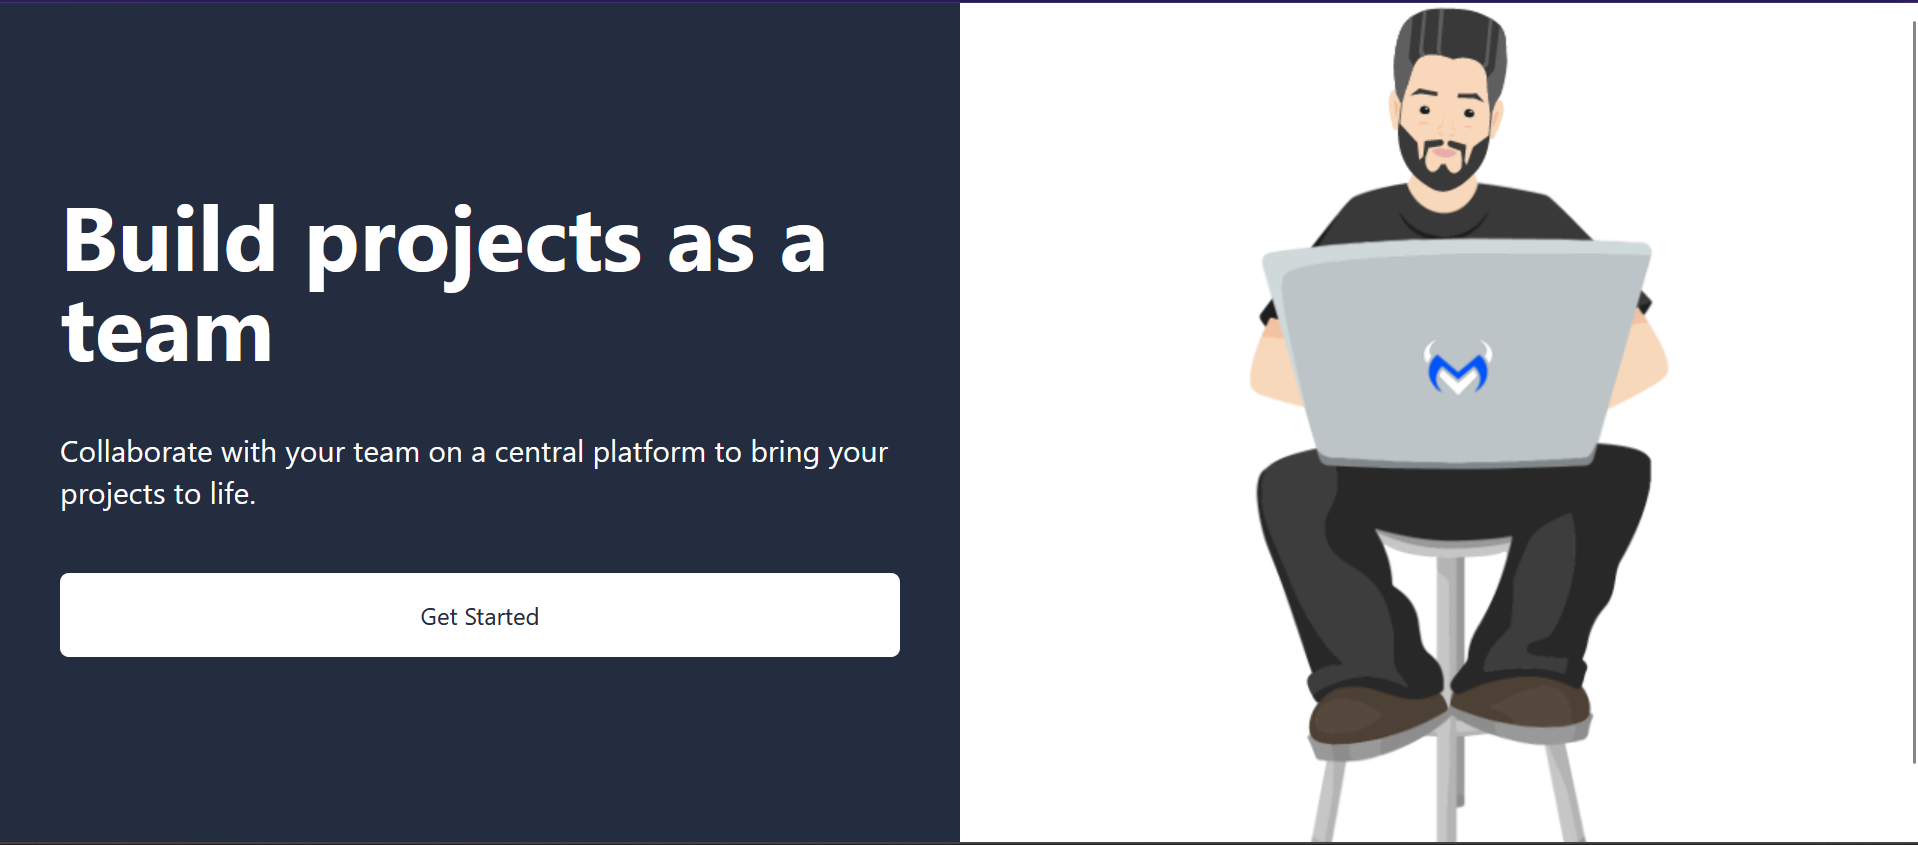 Build projects as a
team
Collaborate with your team on a central platform to bring your
projects to life.
Get Started